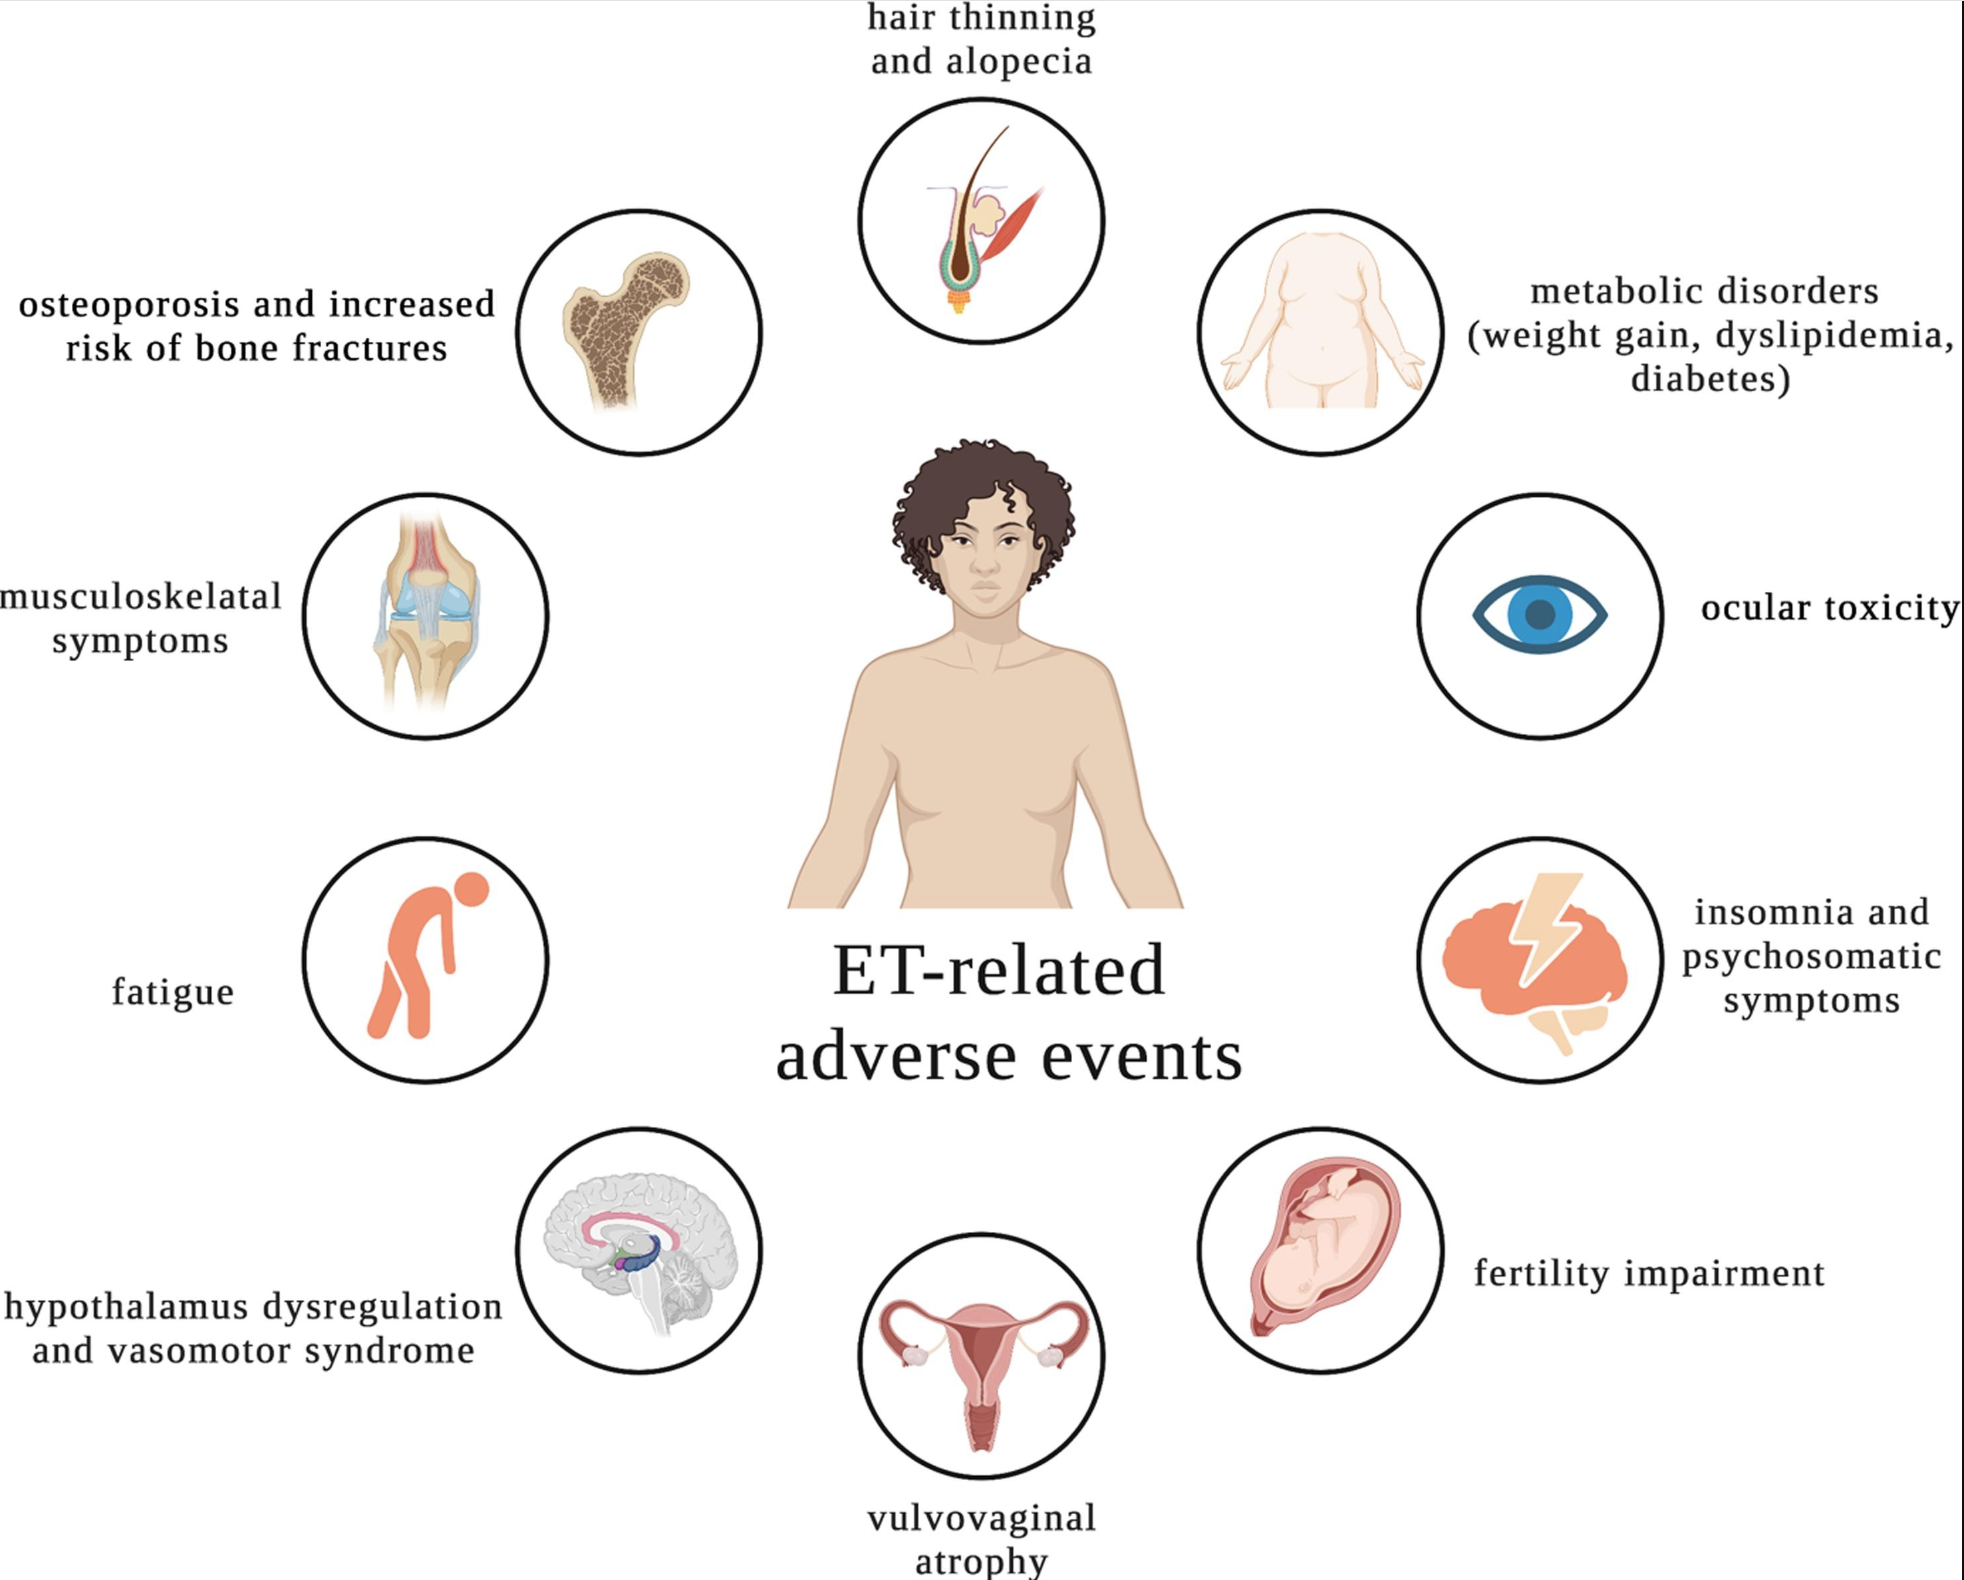 hair thinning
and alopecia
osteoporosis and increased
risk of bone fractures
metabolic disorders
(weight gain, dyslipidemia,
diabetes)
musculoskelatal
symptoms
ocular toxicity
fatigue
insomnia and
psychosomatic
symptoms
ET-related
adverse events
hypothalamus dysregulation
and vasomotor syndrome
fertility impairment
vulvovaginal
atrophy